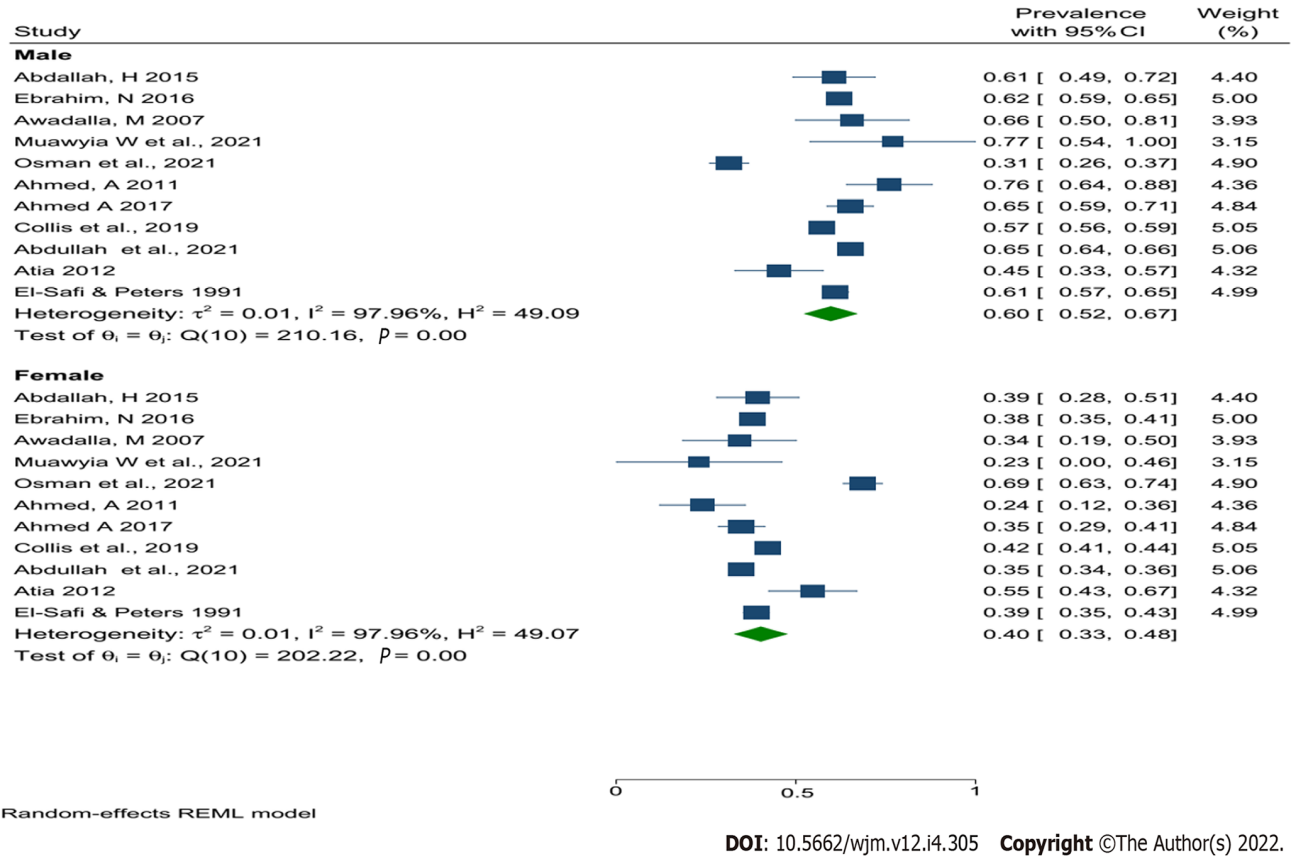 Study Prevalence with 95% CI Weight (%)
Male
Abdallah, H 2015 0.61 [ 0.49, 0.72] 4.40
Ebrahim, N 2016 0.62 [ 0.59, 0.65] 5.00
Awadalla, M 2007 0.66 [ 0.50, 0.81] 3.93
Muawyia W et al., 2021 0.77 [ 0.54, 1.00] 3.15
Osman et al., 2021 0.31 [ 0.26, 0.37] 4.90
Ahmed, A 2011 0.76 [ 0.64, 0.88] 4.36
Ahmed A 2017 0.65 [ 0.59, 0.71] 4.84
Collis et al., 2019 0.57 [ 0.56, 0.59] 5.05
Abdullah et al., 2021 0.65 [ 0.64, 0.66] 5.06
Atia 2012 0.45 [ 0.33, 0.57] 4.32
El-Safi & Peters 1991 0.61 [ 0.57, 0.65] 4.99
Heterogeneity: τ² = 0.01, I² = 97.96%, H² = 49.09 0.60 [ 0.52, 0.67]
Test of θᵢ = θⱼ: Q(10) = 210.16, P = 0.00
Female
Abdallah, H 2015 0.39 [ 0.28, 0.51] 4.40
Ebrahim, N 2016 0.38 [ 0.35, 0.41] 5.00
Awadalla, M 2007 0.34 [ 0.19, 0.50] 3.93
Muawyia W et al., 2021 0.23 [ 0.00, 0.46] 3.15
Osman et al., 2021 0.69 [ 0.63, 0.74] 4.90
Ahmed, A 2011 0.24 [ 0.12, 0.36] 4.36
Ahmed A 2017 0.35 [ 0.29, 0.41] 4.84
Collis et al., 2019 0.42 [ 0.41, 0.44] 5.05
Abdullah et al., 2021 0.35 [ 0.34, 0.36] 5.06
Atia 2012 0.55 [ 0.43, 0.67] 4.32
El-Safi & Peters 1991 0.39 [ 0.35, 0.43] 4.99
Heterogeneity: τ² = 0.01, I² = 97.96%, H² = 49.07 0.40 [ 0.33, 0.48]
Test of θᵢ = θⱼ: Q(10) = 202.22, P = 0.00
0 0.5 1
Random-effects REML model
DOI: 10.5662/wjm.v12.i4.305 Copyright ©The Author(s) 2022.